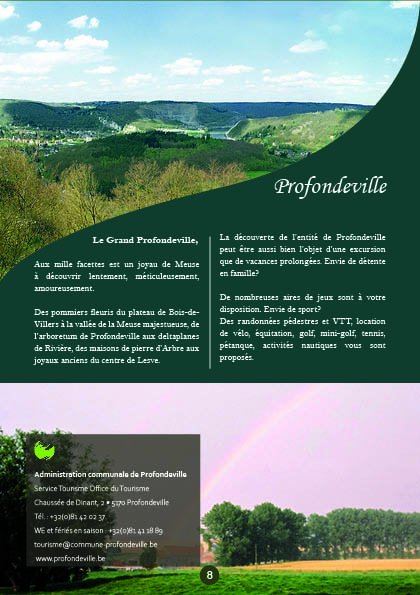 Profondeville
Le Grand Profondeville,
Aux mille facettes est un joyau de Meuse
à découvrir lentement, méticuleusement,
amoureusement.
Des pommiers fleuris du plateau de Bois-de-
Villers à la vallée de la Meuse majestueuse, de
l'arboretum de Profondeville aux deltaplanes
de Rivière, des maisons de pierre d'Arbre aux
joyaux anciens du centre de Lesve.
La découverte de l'entité de Profondeville
peut être aussi bien l'objet d'une excursion
que de vacances prolongées. Envie de détente
en famille?
De nombreuses aires de jeux sont à votre
disposition. Envie de sport?
Des randonnées pédestres et VTT, location
de vélo, équitation, golf, mini-golf, tennis,
pétanque, activités nautiques vous sont
proposés.
Administration communale de Profondeville
Service Tourisme Office du Tourisme
Chaussée de Dinant, 2 • 5170 Profondeville
Tél. : +32(0)81 42 02 37
WE et fériés en saison : +32(0)81 41 18 89
tourisme@commune-profondeville.be
www.profondeville.be
8